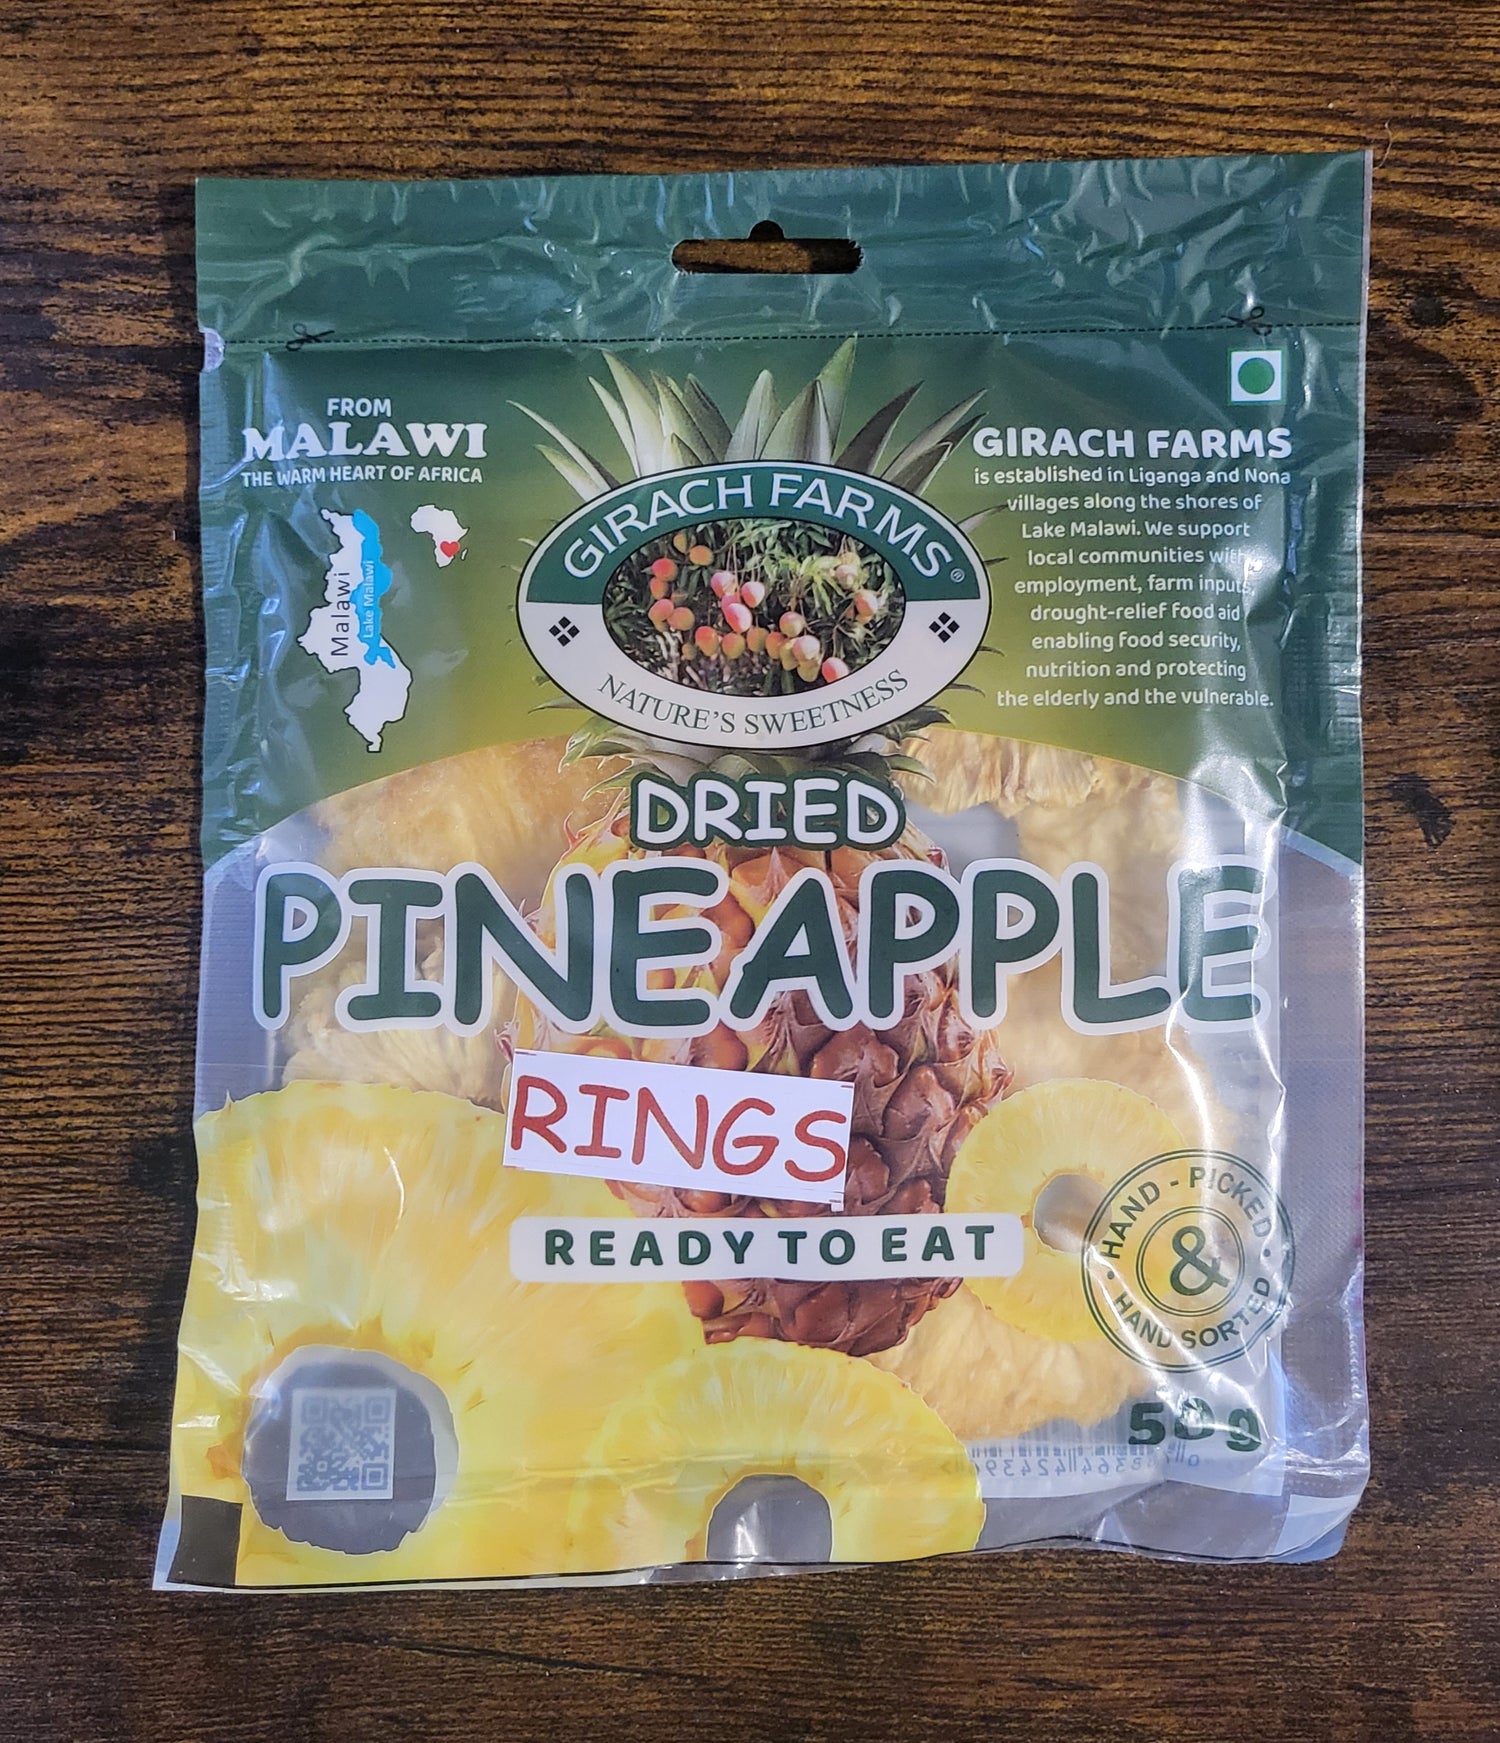 FROM
MALAWI
THE WARM HEART OF AFRICA
Malawi
Lake Malawi
GIRACH FARMS®
NATURE'S SWEETNESS
GIRACH FARMS
is established in Liganga and Nona
villages along the shores of
Lake Malawi. We support
local communities with
employment, farm inputs,
drought-relief food aid
enabling food security,
nutrition and protecting
the elderly and the vulnerable.
DRIED
PINEAPPLE
RINGS
READY TO EAT
HAND - PICKED
&
HAND SORTED
50g